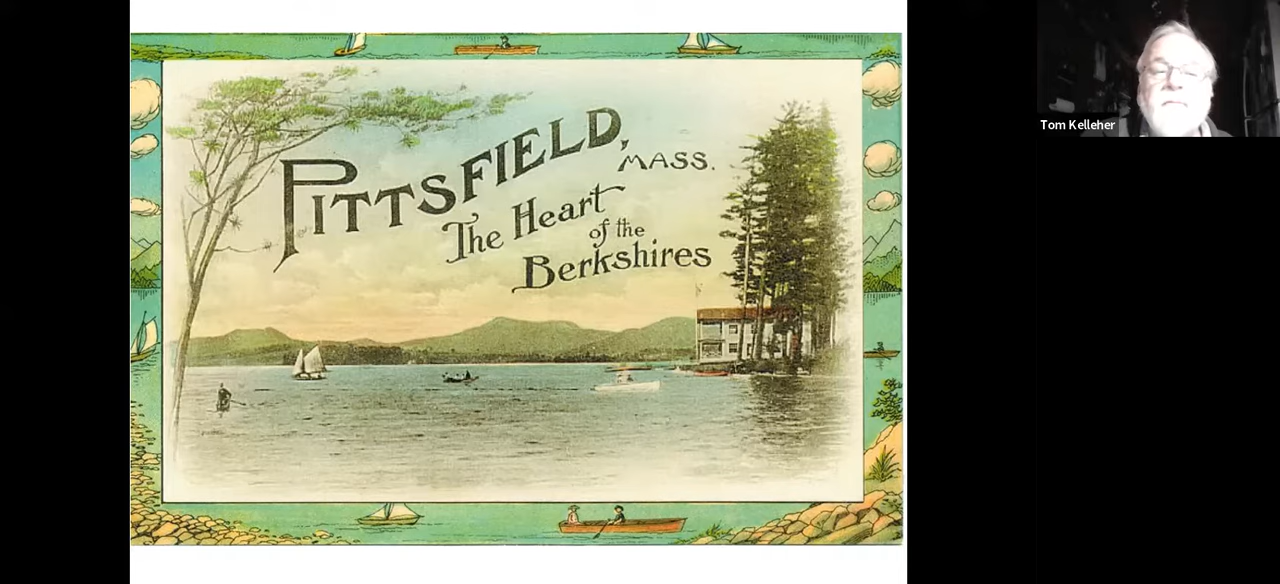 PITTSFIELD,
MASS.
The Heart
of the
Berkshires
Tom Kelleher